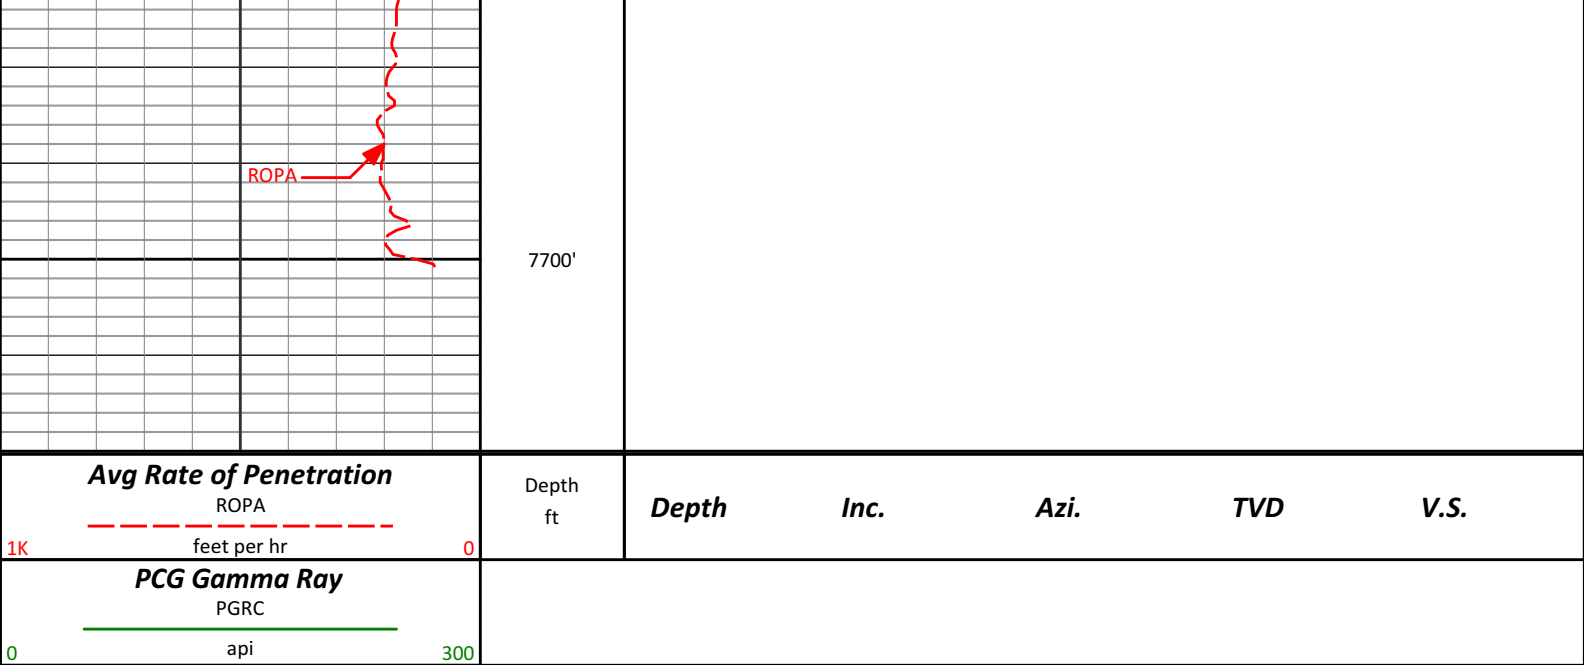 ROPA
7700'
Avg Rate of Penetration
ROPA
1K feet per hr 0
Depth
ft
Depth Inc. Azi. TVD V.S.
PCG Gamma Ray
PGRC
0 api 300